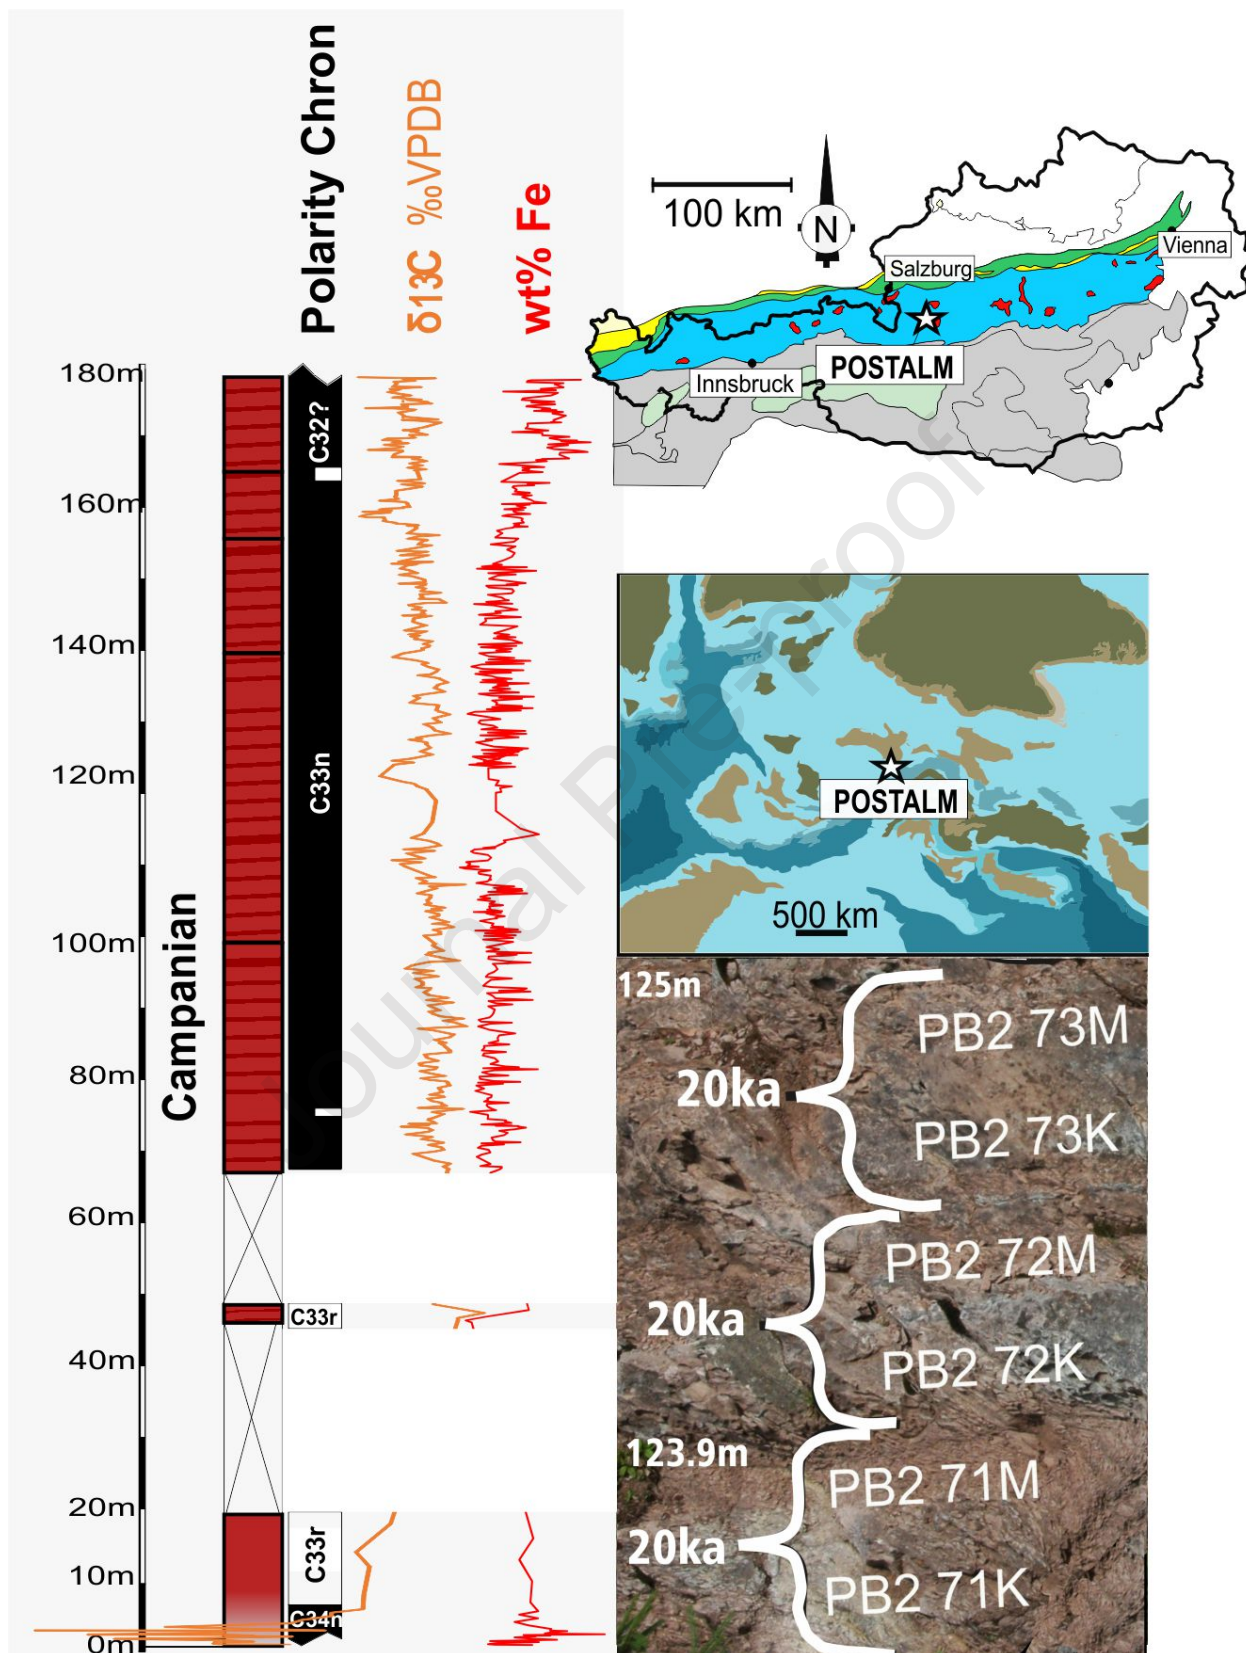 Polarity Chron
δ13C ‰VPDB
wt% Fe
180m
160m
140m
120m
100m
80m
60m
40m
20m
10m
0m
Campanian
C32?
C33n
C33r
C33r
C34n
100 km
N
Salzburg
Vienna
Innsbruck
POSTALM
POSTALM
500 km
125m
PB2 73M
20ka
PB2 73K
PB2 72M
20ka
PB2 72K
123.9m
PB2 71M
20ka
PB2 71K
Journal Pre-proof